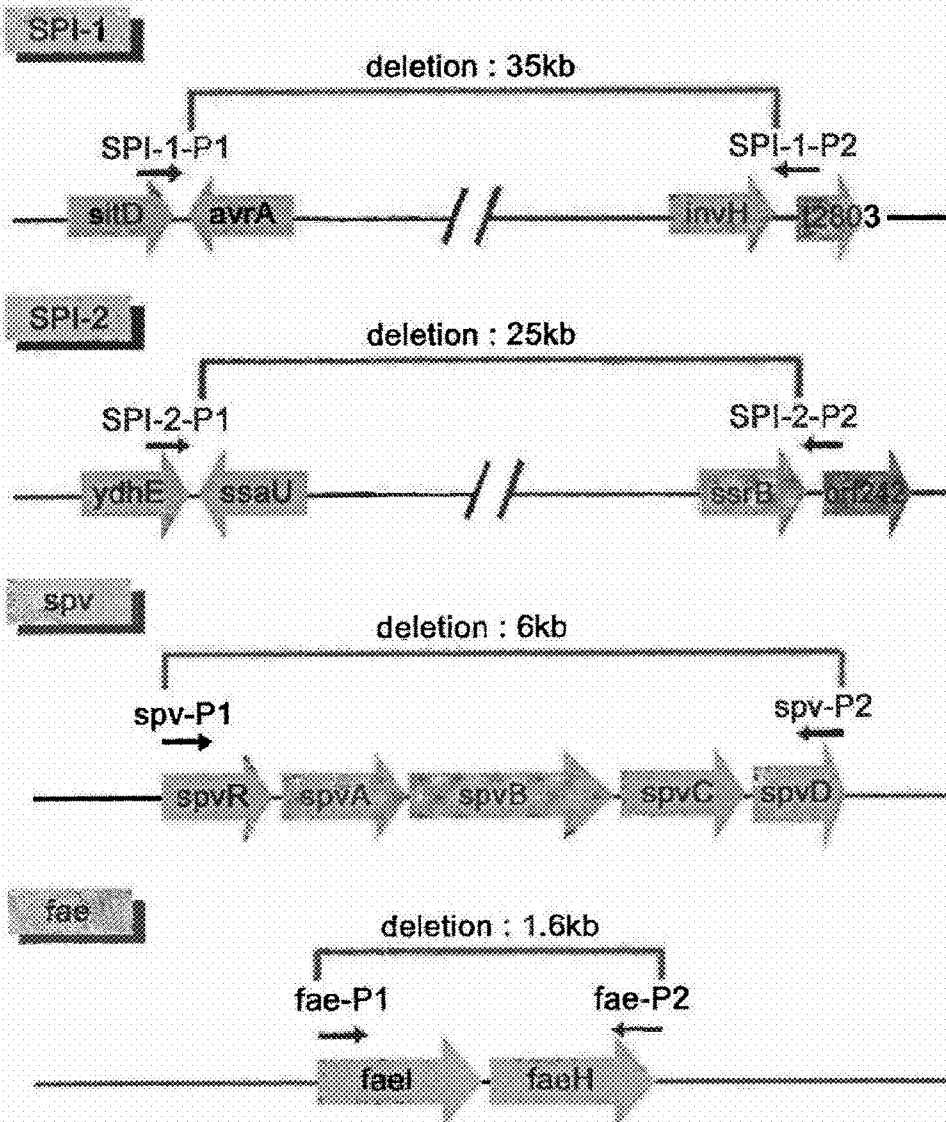 SPI-1
deletion : 35kb
SPI-1-P1
SPI-1-P2
sitD
avrA
invH
SPI-2
deletion : 25kb
SPI-2-P1
SPI-2-P2
ydhE
ssaU
ssrB
spv
deletion : 6kb
spv-P1
spv-P2
spvR
spvA
spvB
spvC
spvD
fae
deletion : 1.6kb
fae-P1
fae-P2
faeI
faeH